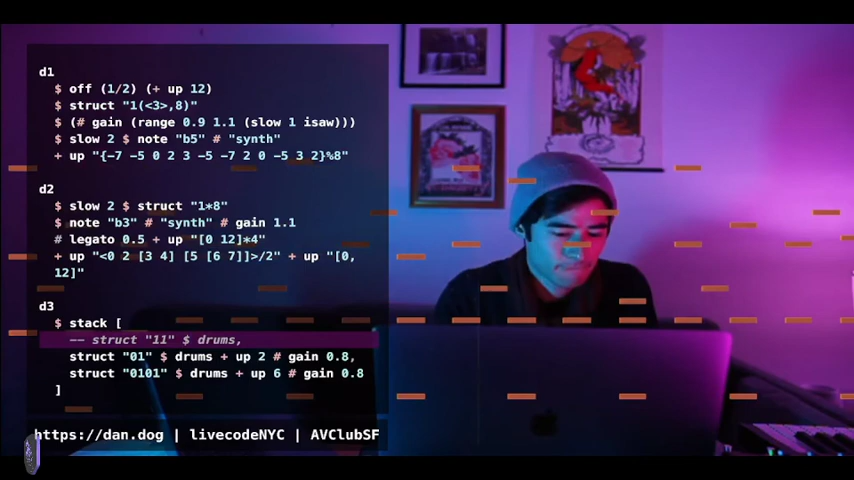 d1
$ off (1/2) (+ up 12)
$ struct "1(<3>,8)"
$ (# gain (range 0.9 1.1 (slow 1 isaw)))
$ slow 2 $ note "b5" # "synth"
+ up "{-7 -5 0 2 3 -5 -7 2 0 -5 3 2}%8"
d2
$ slow 2 $ struct "1*8"
$ note "b3" # "synth" # gain 1.1
# legato 0.5 + up "[0 12]*4"
+ up "<0 2 [3 4] [5 [6 7]]>/2" + up "[0,
12]"
d3
$ stack [
-- struct "11" $ drums,
struct "01" $ drums + up 2 # gain 0.8,
struct "0101" $ drums + up 6 # gain 0.8
]
https://dan.dog | livecodeNYC | AVClubSF